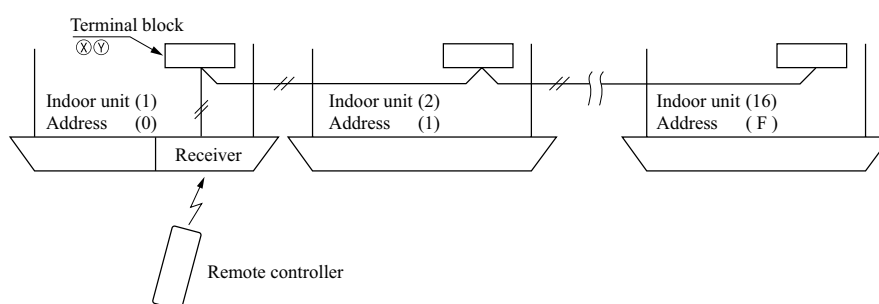 Terminal block
Ⓧ Ⓨ
Indoor unit (1)
Address (0)
Receiver
Indoor unit (2)
Address (1)
Indoor unit (16)
Address ( F )
Remote controller